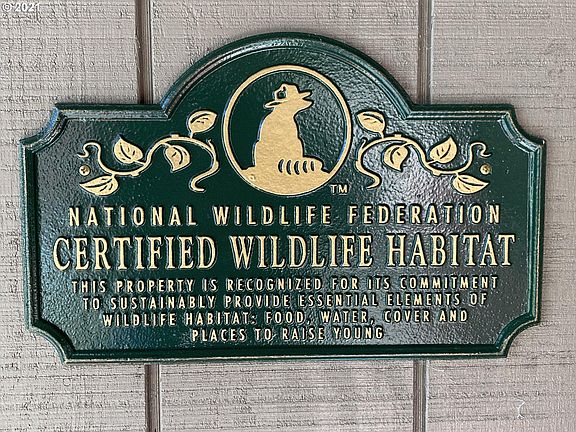 ©2021
TM
NATIONAL WILDLIFE FEDERATION
CERTIFIED WILDLIFE HABITAT
THIS PROPERTY IS RECOGNIZED FOR ITS COMMITMENT
TO SUSTAINABLY PROVIDE ESSENTIAL ELEMENTS OF
WILDLIFE HABITAT: FOOD, WATER, COVER AND
PLACES TO RAISE YOUNG